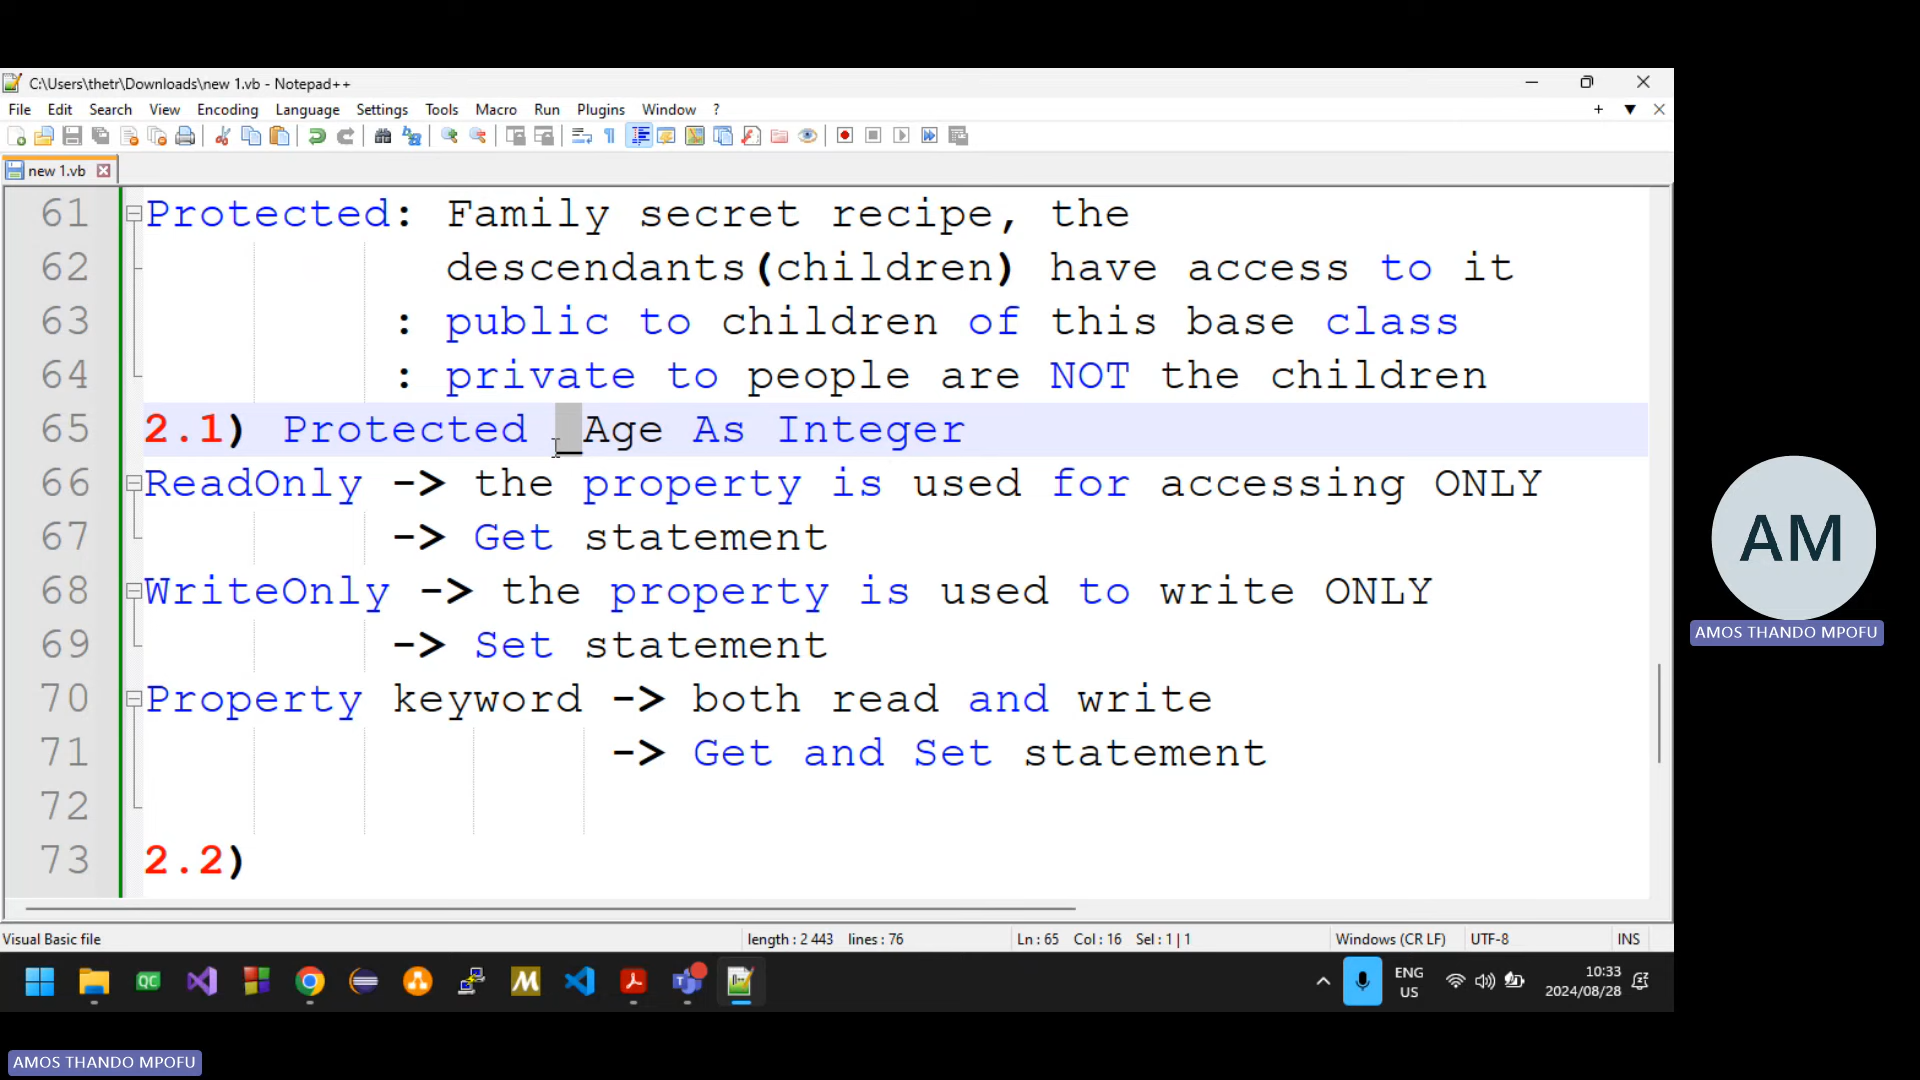 C:\Users\thetr\Downloads\new 1.vb - Notepad++
File Edit Search View Encoding Language Settings Tools Macro Run Plugins Window ?
new 1.vb
61 Protected: Family secret recipe, the
62 descendants(children) have access to it
63 : public to children of this base class
64 : private to people are NOT the children
65 2.1) Protected _Age As Integer
66 ReadOnly -> the property is used for accessing ONLY
67 -> Get statement
68 WriteOnly -> the property is used to write ONLY
69 -> Set statement
70 Property keyword -> both read and write
71 -> Get and Set statement
72
73 2.2)
Visual Basic file length : 2 443 lines : 76 Ln : 65 Col : 16 Sel : 1 | 1 Windows (CR LF) UTF-8 INS
QC
ENG
US
10:33
2024/08/28
AM
AMOS THANDO MPOFU
AMOS THANDO MPOFU